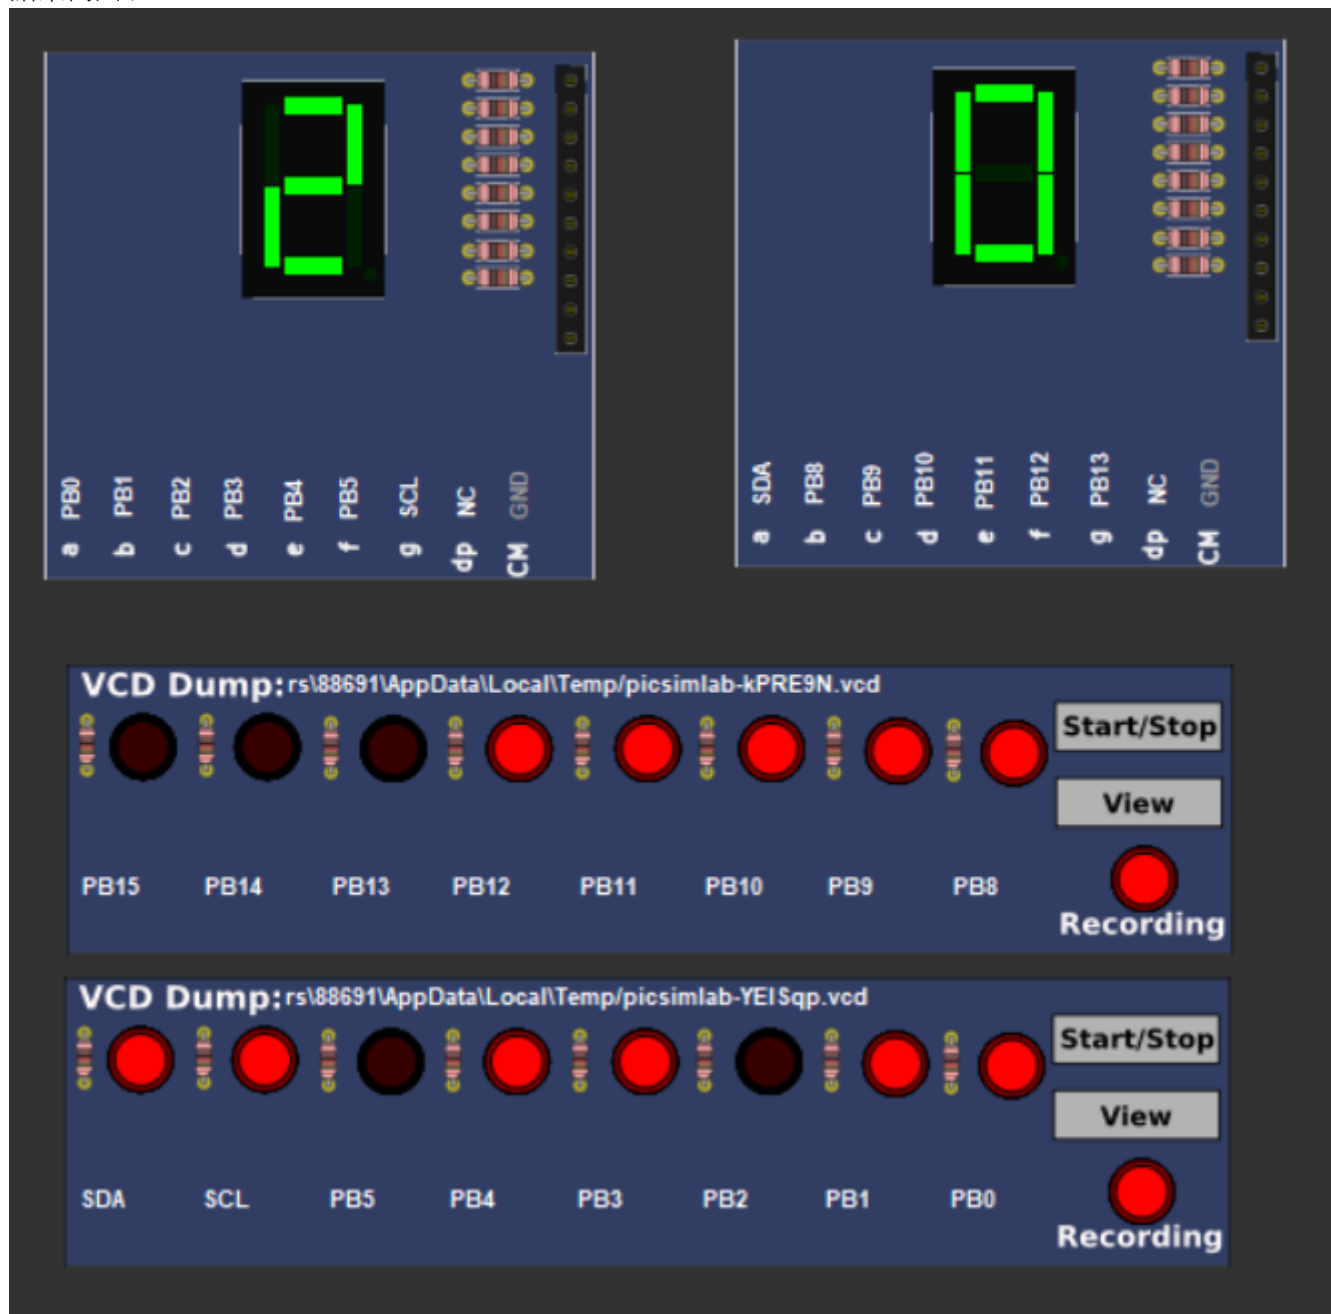 2
0
a PB0
b PB1
c PB2
d PB3
e PB4
f PB5
g SCL
dp NC
CM GND
a SDA
b PB8
c PB9
d PB10
e PB11
f PB12
g PB13
dp NC
CM GND
VCD Dump: rs\88691\AppData\Local\Temp/picsimlab-kPRE9N.vcd
Start/Stop
View
PB15 PB14 PB13 PB12 PB11 PB10 PB9 PB8
Recording
VCD Dump: rs\88691\AppData\Local\Temp/picsimlab-YEISqp.vcd
Start/Stop
View
SDA SCL PB5 PB4 PB3 PB2 PB1 PB0
Recording